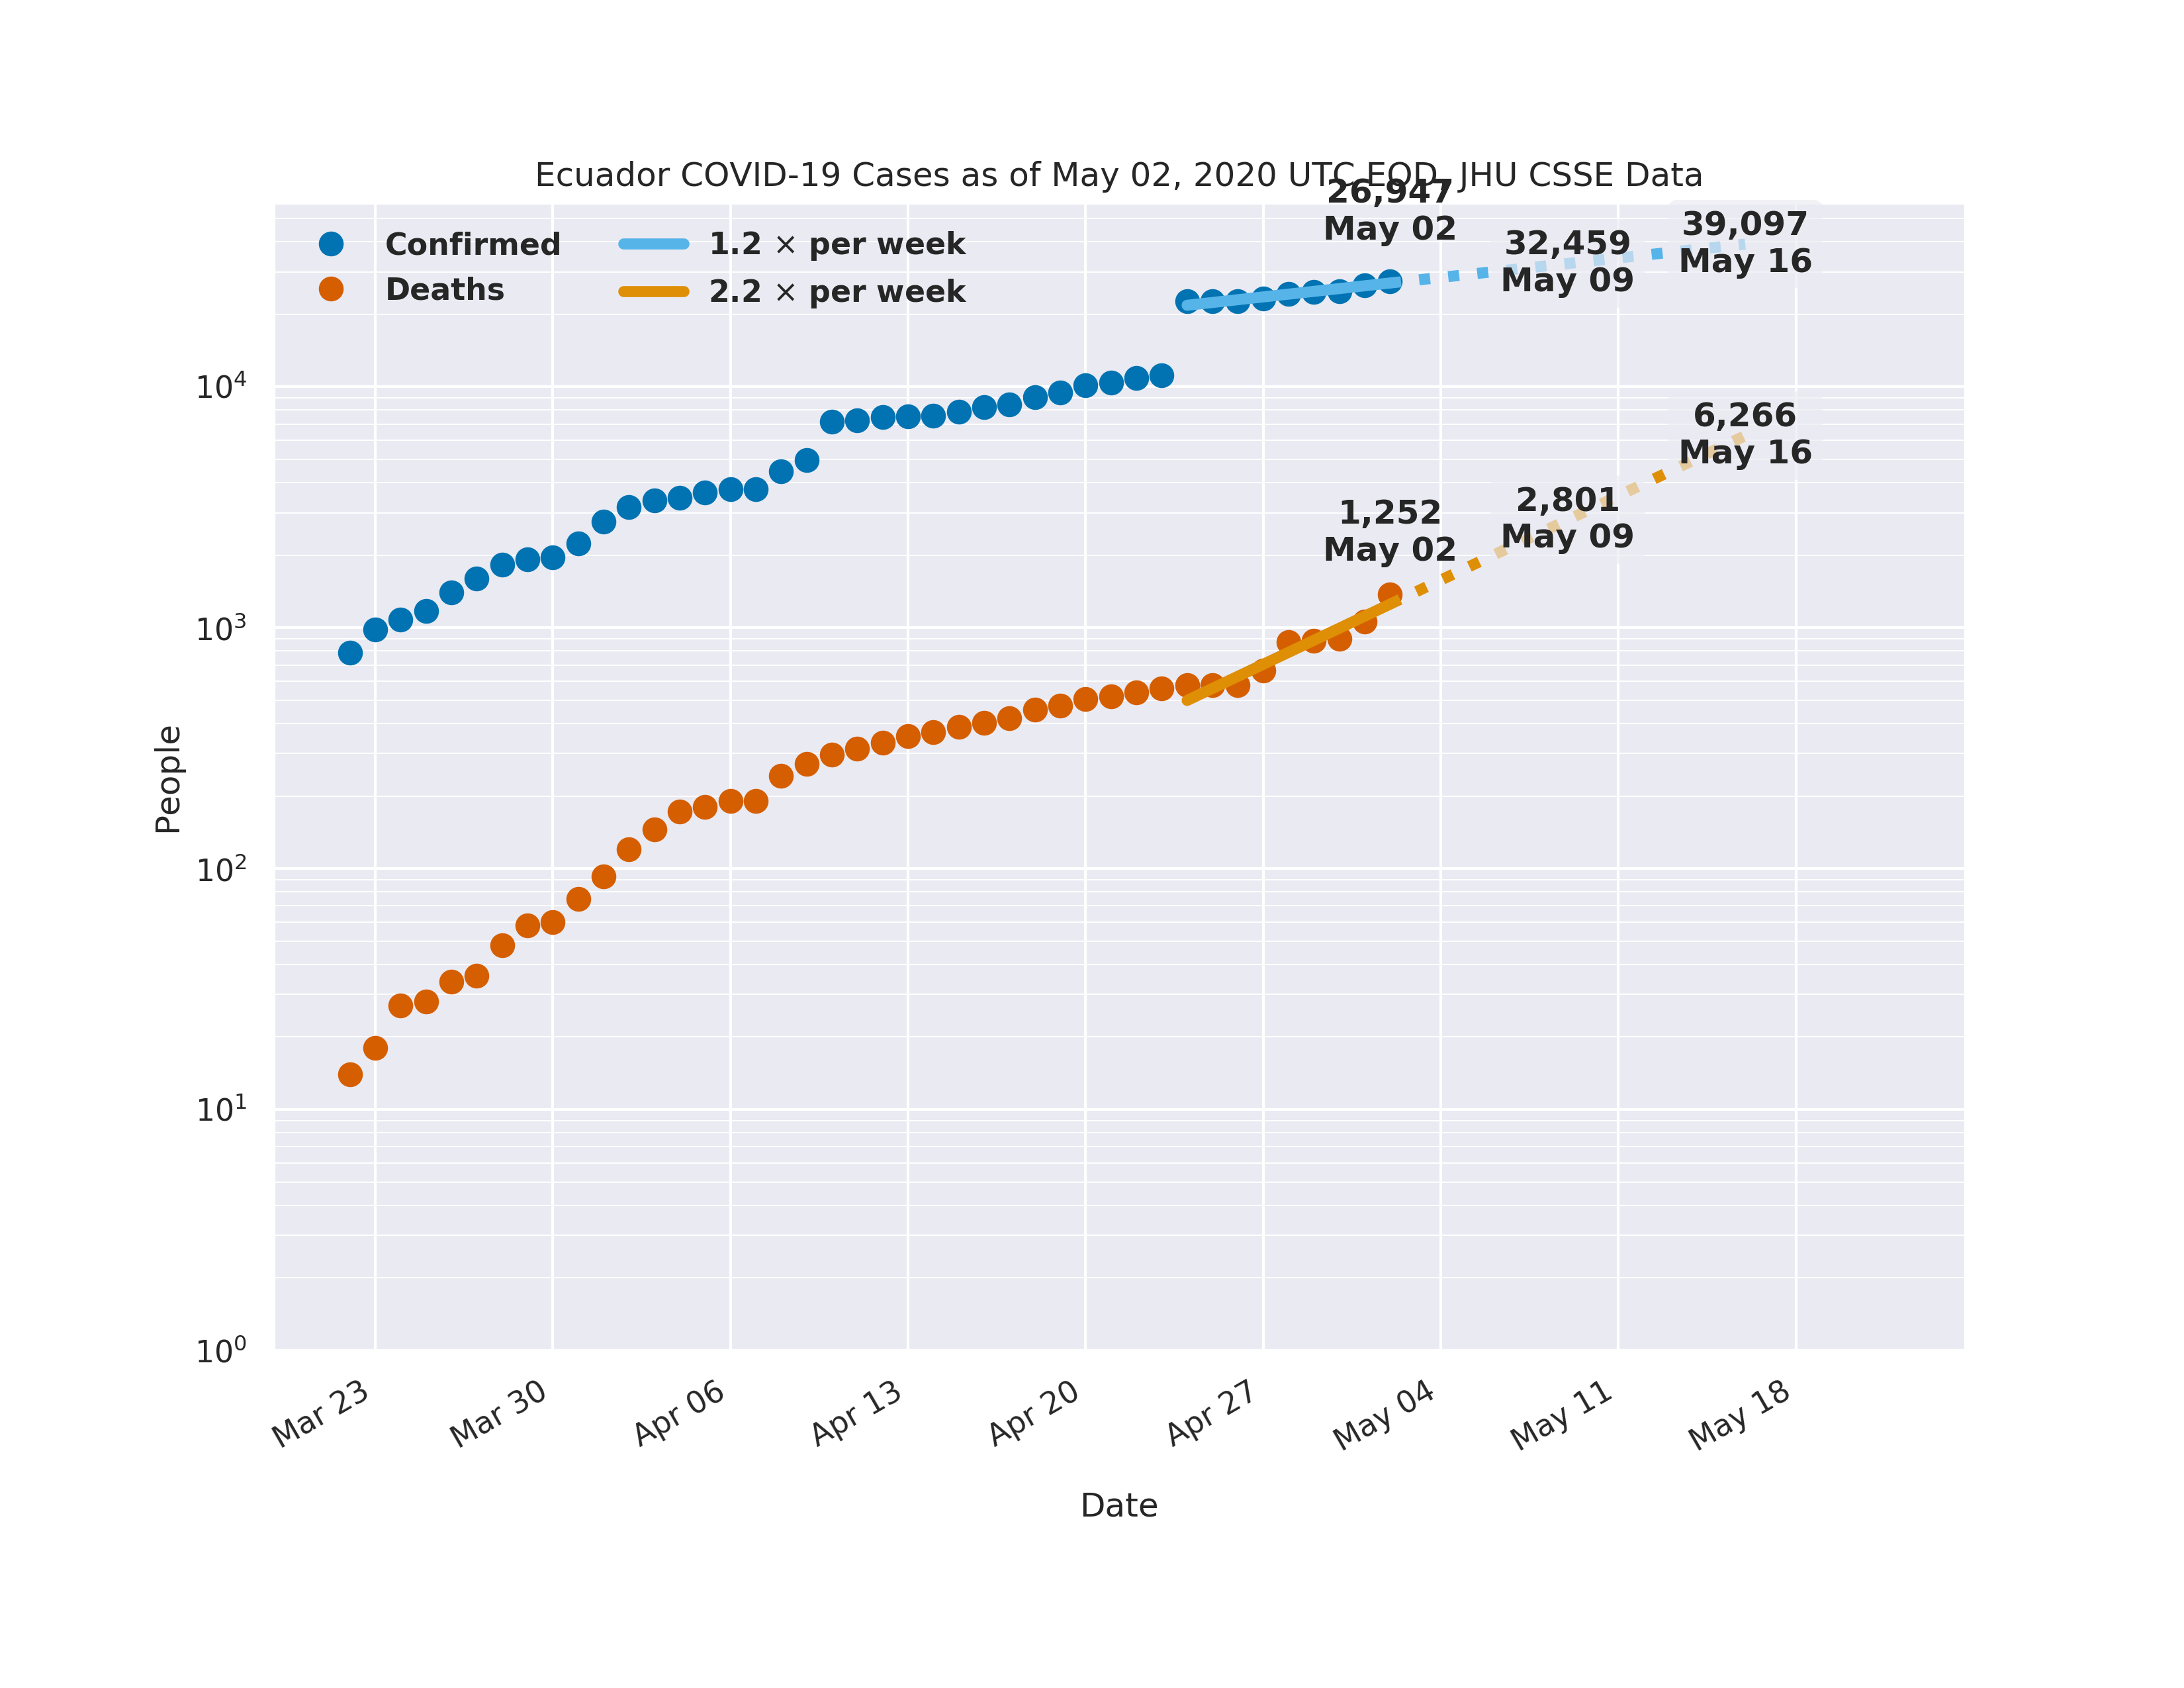 Ecuador COVID-19 Cases as of May 02, 2020 UTC EOD, JHU CSSE Data
Confirmed
Deaths
1.2 × per week
2.2 × per week
26,947
May 02
32,459
May 09
39,097
May 16
1,252
May 02
2,801
May 09
6,266
May 16
People
10⁴
10³
10²
10¹
10⁰
Mar 23
Mar 30
Apr 06
Apr 13
Apr 20
Apr 27
May 04
May 11
May 18
Date